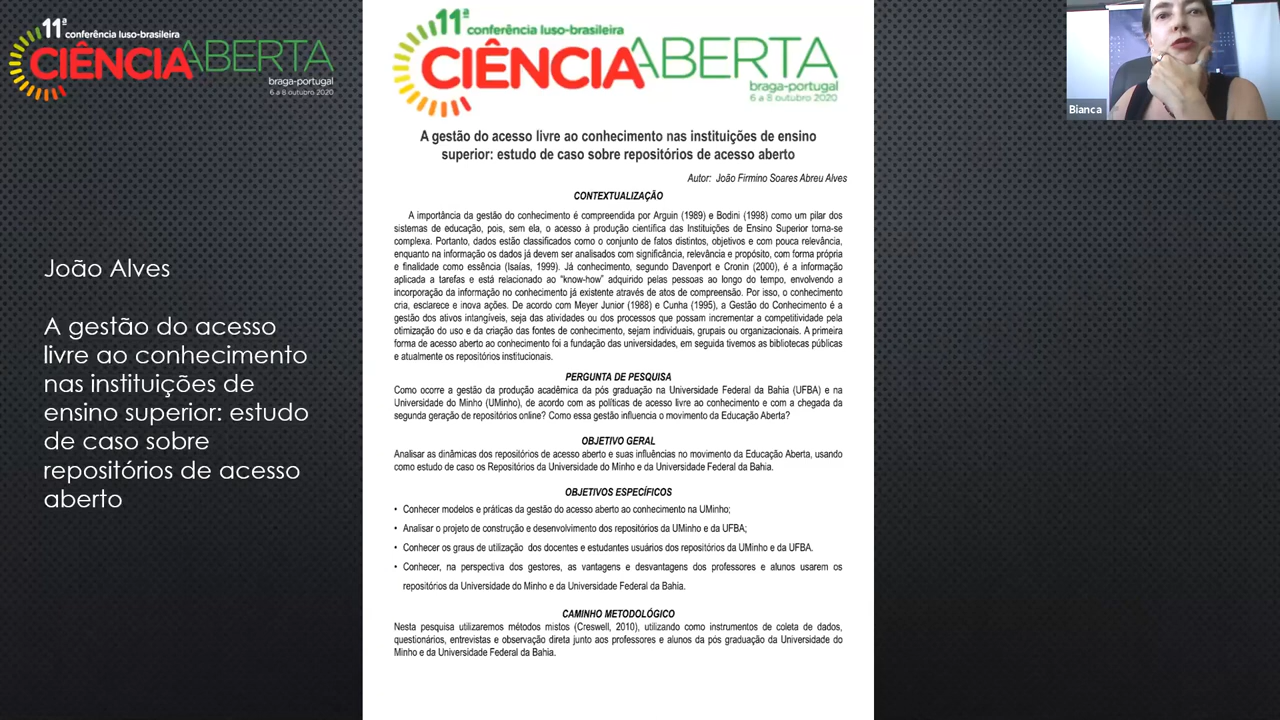 11ª
conferência luso-brasileira
CIÊNCIAABERTA
braga-portugal
6 a 8 outubro 2020
João Alves
A gestão do acesso
livre ao conhecimento
nas instituições de
ensino superior: estudo
de caso sobre
repositórios de acesso
aberto
11ª
conferência luso-brasileira
CIÊNCIAABERTA
braga-portugal
6 a 8 outubro 2020
A gestão do acesso livre ao conhecimento nas instituições de ensino
superior: estudo de caso sobre repositórios de acesso aberto
Autor: João Firmino Soares Abreu Alves
CONTEXTUALIZAÇÃO
A importância da gestão do conhecimento é compreendida por Arguin (1989) e Bodini (1998) como um pilar dos
sistemas de educação, pois, sem ela, o acesso à produção científica das Instituições de Ensino Superior torna-se
complexa. Portanto, dados estão classificados como o conjunto de fatos distintos, objetivos e com pouca relevância,
enquanto na informação os dados já devem ser analisados com significância, relevância e propósito, com forma própria
e finalidade como essência (Isaías, 1999). Já conhecimento, segundo Davenport e Cronin (2000), é a informação
aplicada a tarefas e está relacionado ao “know-how” adquirido pelas pessoas ao longo do tempo, envolvendo a
incorporação da informação no conhecimento já existente através de atos de compreensão. Por isso, o conhecimento
cria, esclarece e inova ações. De acordo com Meyer Junior (1988) e Cunha (1995), a Gestão do Conhecimento é a
gestão dos ativos intangíveis, seja das atividades ou dos processos que possam incrementar a competitividade pela
otimização do uso e da criação das fontes de conhecimento, sejam individuais, grupais ou organizacionais. A primeira
forma de acesso aberto ao conhecimento foi a fundação das universidades, em seguida tivemos as bibliotecas públicas
e atualmente os repositórios institucionais.
PERGUNTA DE PESQUISA
Como ocorre a gestão da produção acadêmica da pós graduação na Universidade Federal da Bahia (UFBA) e na
Universidade do Minho (UMinho), de acordo com as políticas de acesso livre ao conhecimento e com a chegada da
segunda geração de repositórios online? Como essa gestão influencia o movimento da Educação Aberta?
OBJETIVO GERAL
Analisar as dinâmicas dos repositórios de acesso aberto e suas influências no movimento da Educação Aberta, usando
como estudo de caso os Repositórios da Universidade do Minho e da Universidade Federal da Bahia.
OBJETIVOS ESPECÍFICOS
• Conhecer modelos e práticas da gestão do acesso aberto ao conhecimento na UMinho;
• Analisar o projeto de construção e desenvolvimento dos repositórios da UMinho e da UFBA;
• Conhecer os graus de utilização dos docentes e estudantes usuários dos repositórios da UMinho e da UFBA.
• Conhecer, na perspectiva dos gestores, as vantagens e desvantagens dos professores e alunos usarem os
repositórios da Universidade do Minho e da Universidade Federal da Bahia.
CAMINHO METODOLÓGICO
Nesta pesquisa utilizaremos métodos mistos (Creswell, 2010), utilizando como instrumentos de coleta de dados,
questionários, entrevistas e observação direta junto aos professores e alunos da pós graduação da Universidade do
Minho e da Universidade Federal da Bahia.
Bianca